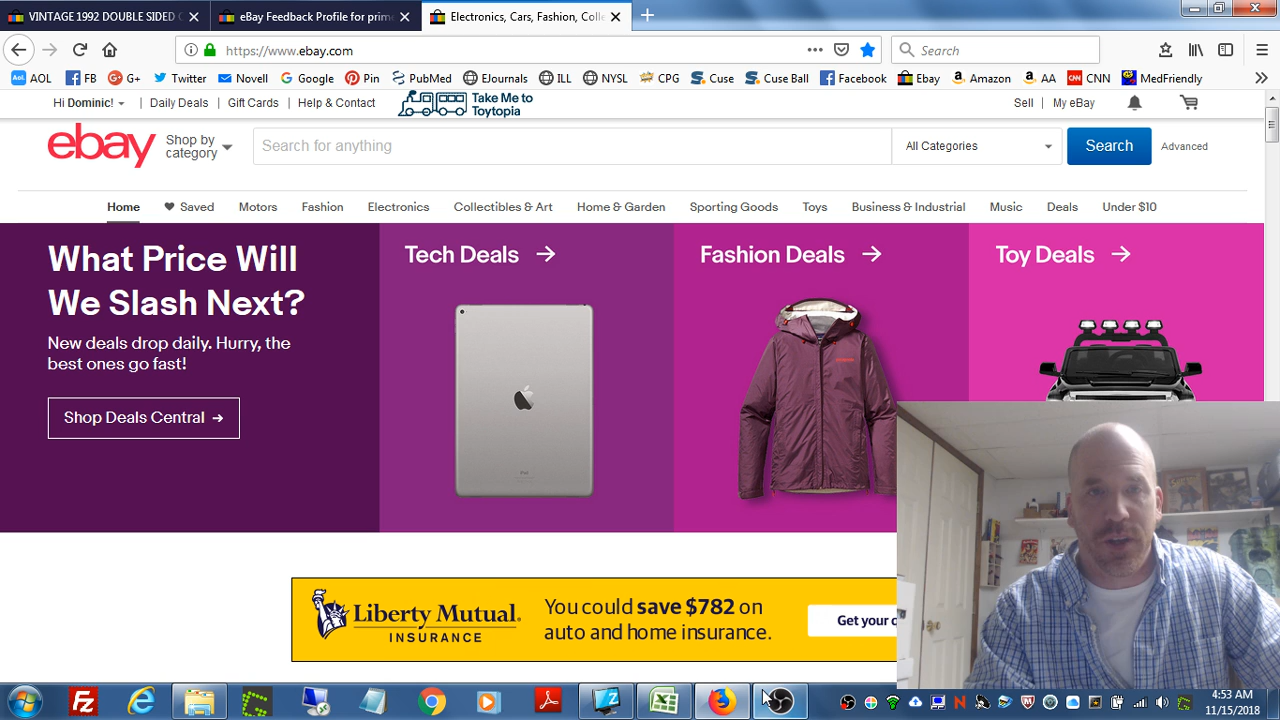 VINTAGE 1992 DOUBLE SIDED
eBay Feedback Profile for prim
Electronics, Cars, Fashion, Colle
https://www.ebay.com
Search
AOL FB G+ Twitter Novell Google Pin PubMed EJournals ILL NYSL CPG Cuse Cuse Ball Facebook Ebay Amazon AA CNN MedFriendly
Hi Dominic! Daily Deals Gift Cards Help & Contact
Take Me to
Toytopia
Sell My eBay
ebay
Shop by
category
Search for anything
All Categories
Search
Advanced
Home Saved Motors Fashion Electronics Collectibles & Art Home & Garden Sporting Goods Toys Business & Industrial Music Deals Under $10
What Price Will
We Slash Next?
New deals drop daily. Hurry, the
best ones go fast!
Shop Deals Central →
Tech Deals →
Fashion Deals →
Toy Deals →
iPad
Liberty Mutual.
INSURANCE
You could save $782 on
auto and home insurance.
Get your
4:53 AM
11/15/2018